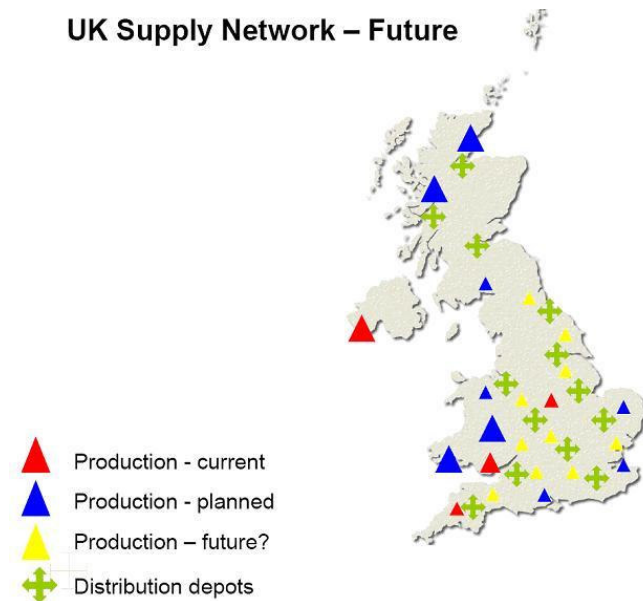 UK Supply Network – Future
Production - current
Production - planned
Production – future?
Distribution depots